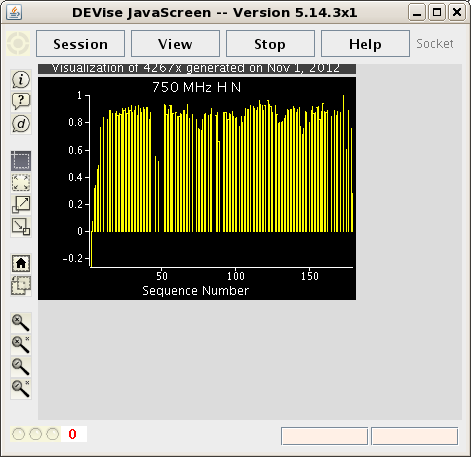 DEVise JavaScreen -- Version 5.14.3x1
Session View Stop Help Socket
Visualization of 4267x generated on Nov 1, 2012
750 MHz H N
1
0.8
0.6
0.4
0.2
0
-0.2
50 100 150
Sequence Number
i
?
d
0